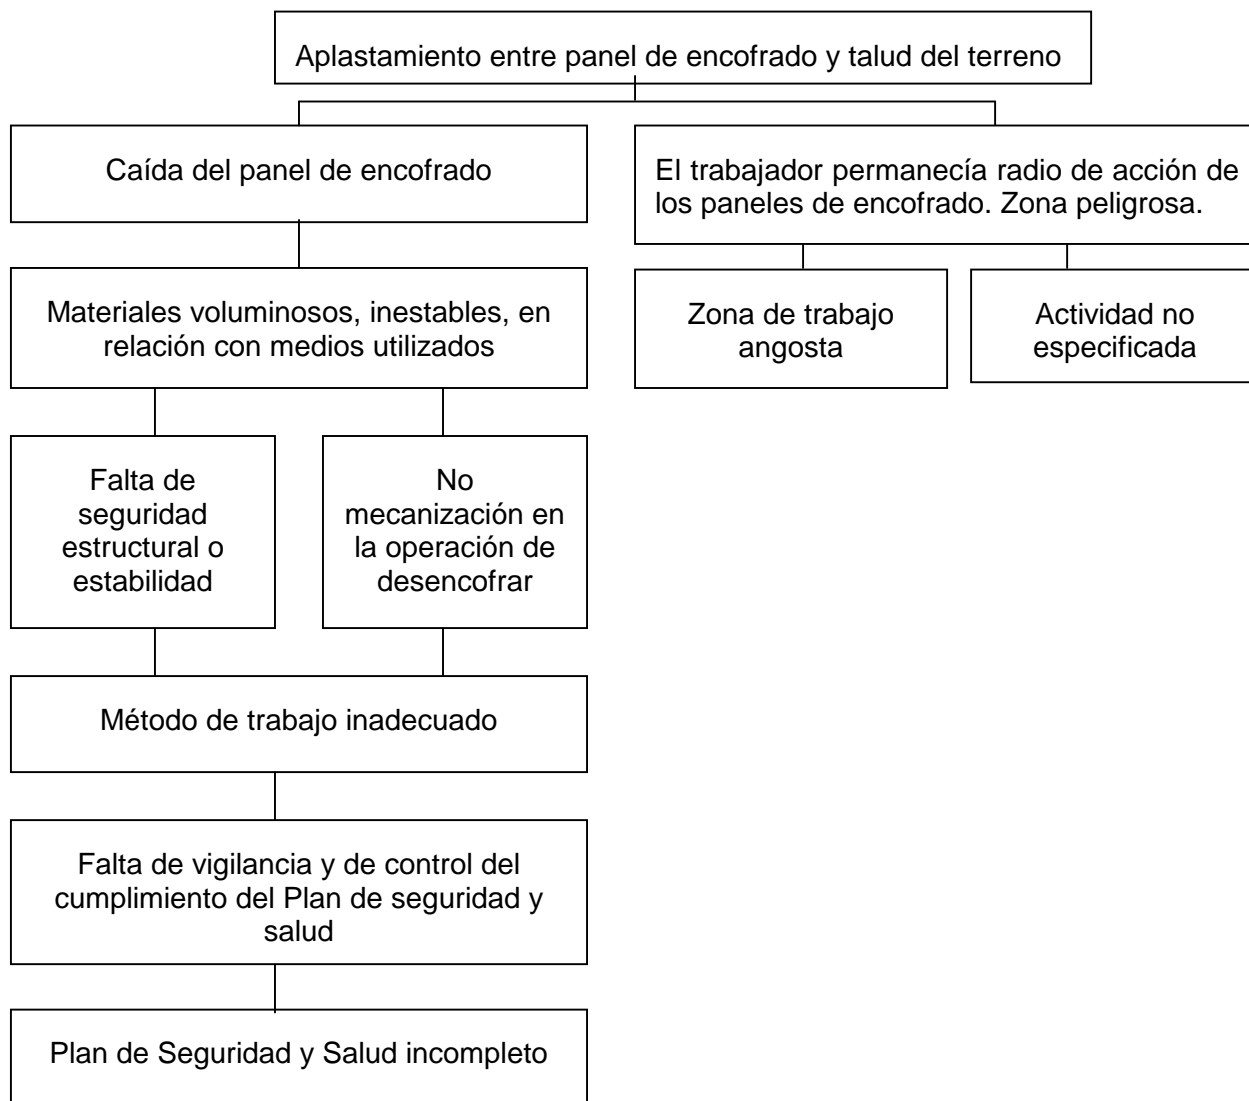 Aplastamiento entre panel de encofrado y talud del terreno
Caída del panel de encofrado
El trabajador permanecía radio de acción de
los paneles de encofrado. Zona peligrosa.
Materiales voluminosos, inestables, en
relación con medios utilizados
Zona de trabajo
angosta
Actividad no
especificada
Falta de
seguridad
estructural o
estabilidad
No
mecanización en
la operación de
desencofrar
Método de trabajo inadecuado
Falta de vigilancia y de control del
cumplimiento del Plan de seguridad y
salud
Plan de Seguridad y Salud incompleto